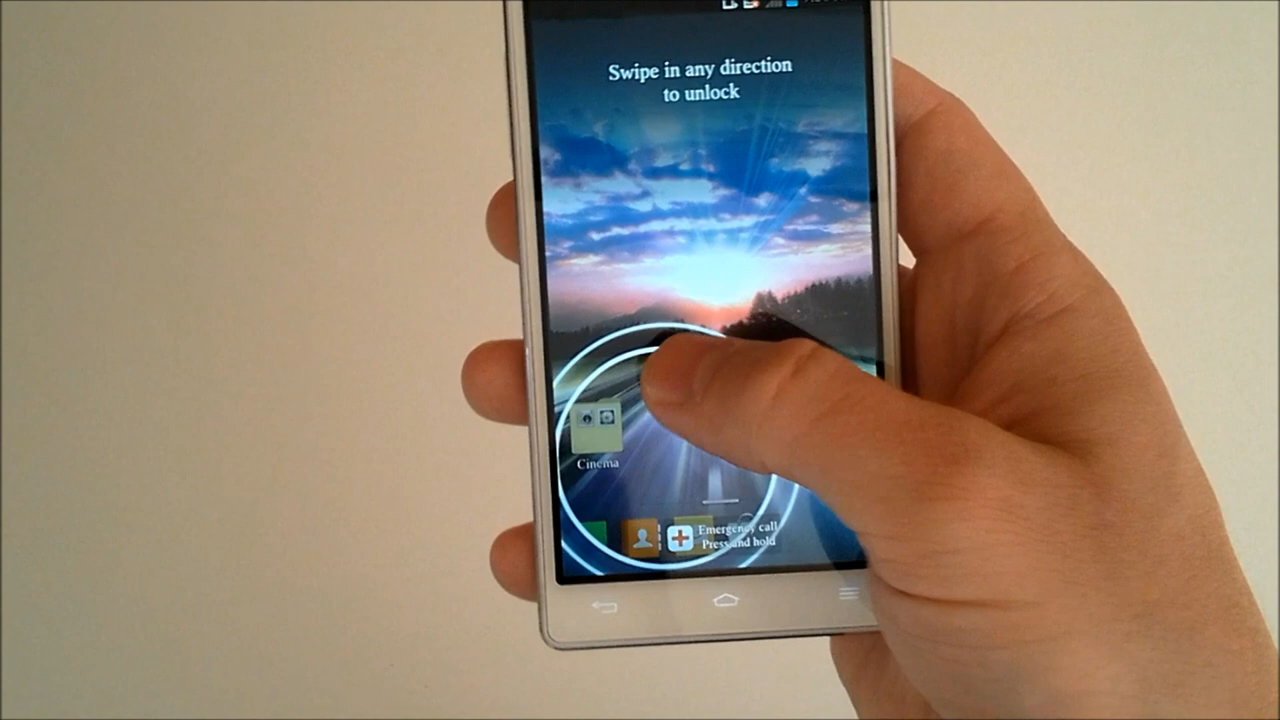 Swipe in any direction
to unlock
Cinema
Emergency call
Press and hold